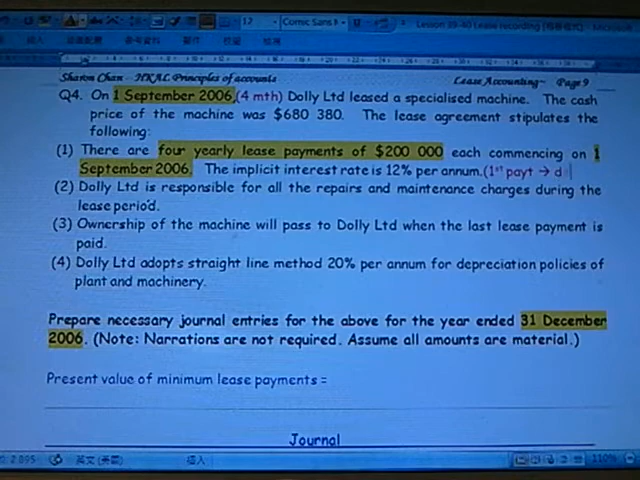 12 Comic Sans M
Sharon Chan – HKAL Principles of accounts Lease Accounting– Page 9
Q4. On 1 September 2006,(4 mth) Dolly Ltd leased a specialised machine. The cash
price of the machine was $680 380. The lease agreement stipulates the
following:
(1) There are four yearly lease payments of $200 000 each commencing on 1
September 2006. The implicit interest rate is 12% per annum.(1st payt → d
(2) Dolly Ltd is responsible for all the repairs and maintenance charges during the
lease period.
(3) Ownership of the machine will pass to Dolly Ltd when the last lease payment is
paid.
(4) Dolly Ltd adopts straight line method 20% per annum for depreciation policies of
plant and machinery.
Prepare necessary journal entries for the above for the year ended 31 December
2006. (Note: Narrations are not required. Assume all amounts are material.)
Present value of minimum lease payments =
Journal
插入 110%